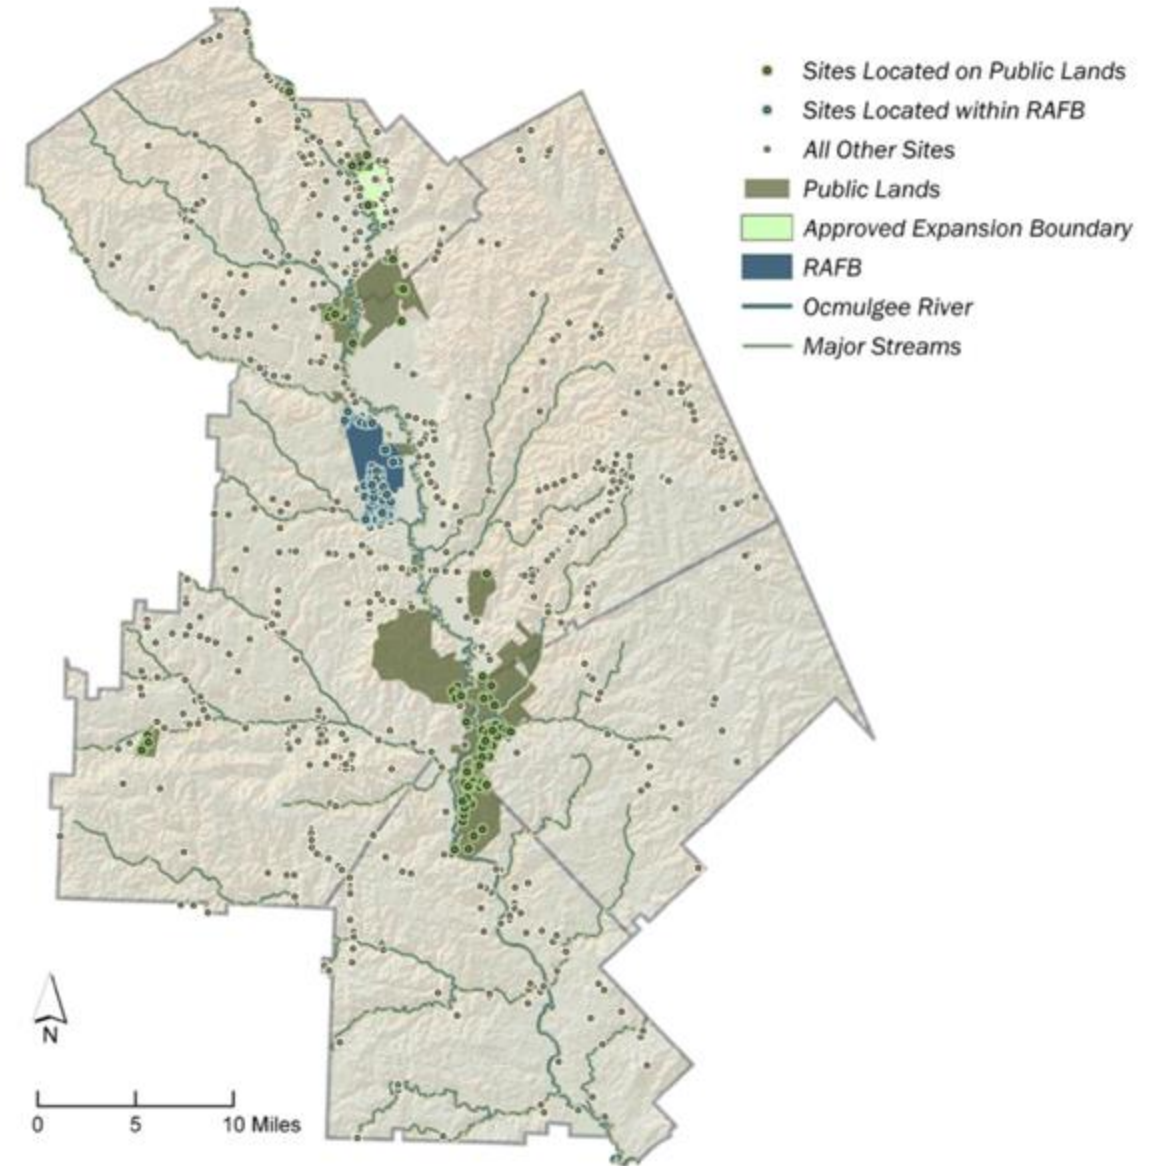 Sites Located on Public Lands
Sites Located within RAFB
All Other Sites
Public Lands
Approved Expansion Boundary
RAFB
Ocmulgee River
Major Streams
N
0 5 10 Miles